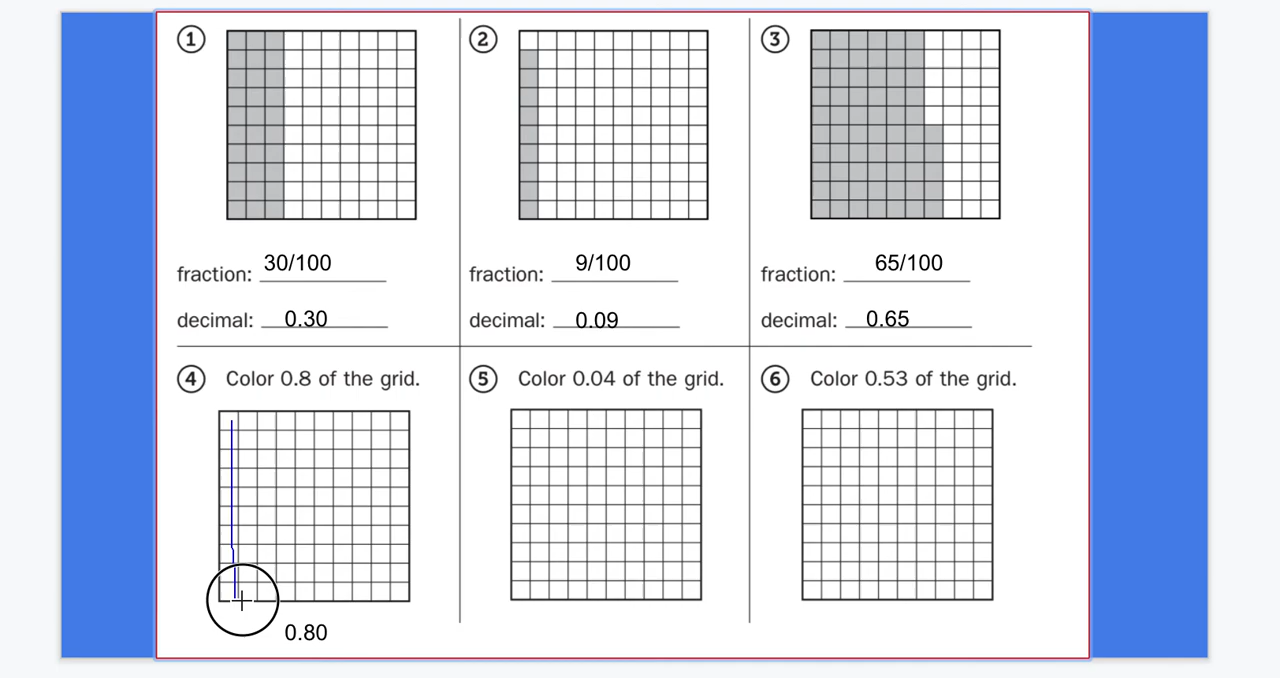 1
fraction: 30/100
decimal: 0.30
2
fraction: 9/100
decimal: 0.09
3
fraction: 65/100
decimal: 0.65
4 Color 0.8 of the grid.
0.80
5 Color 0.04 of the grid.
6 Color 0.53 of the grid.